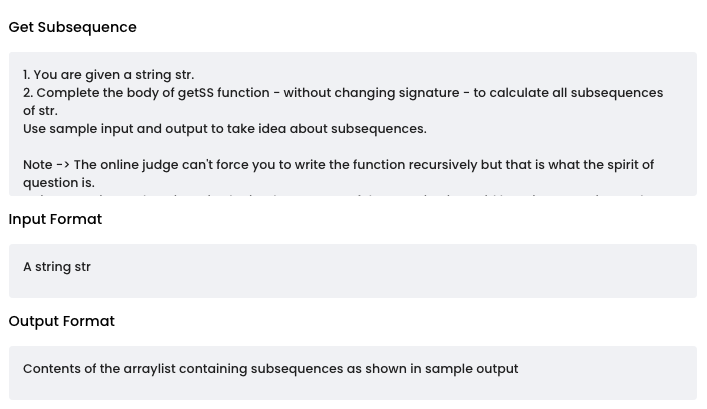 Get Subsequence
1. You are given a string str.
2. Complete the body of getSS function - without changing signature - to calculate all subsequences
of str.
Use sample input and output to take idea about subsequences.
Note -> The online judge can't force you to write the function recursively but that is what the spirit of
question is.
Input Format
A string str
Output Format
Contents of the arraylist containing subsequences as shown in sample output